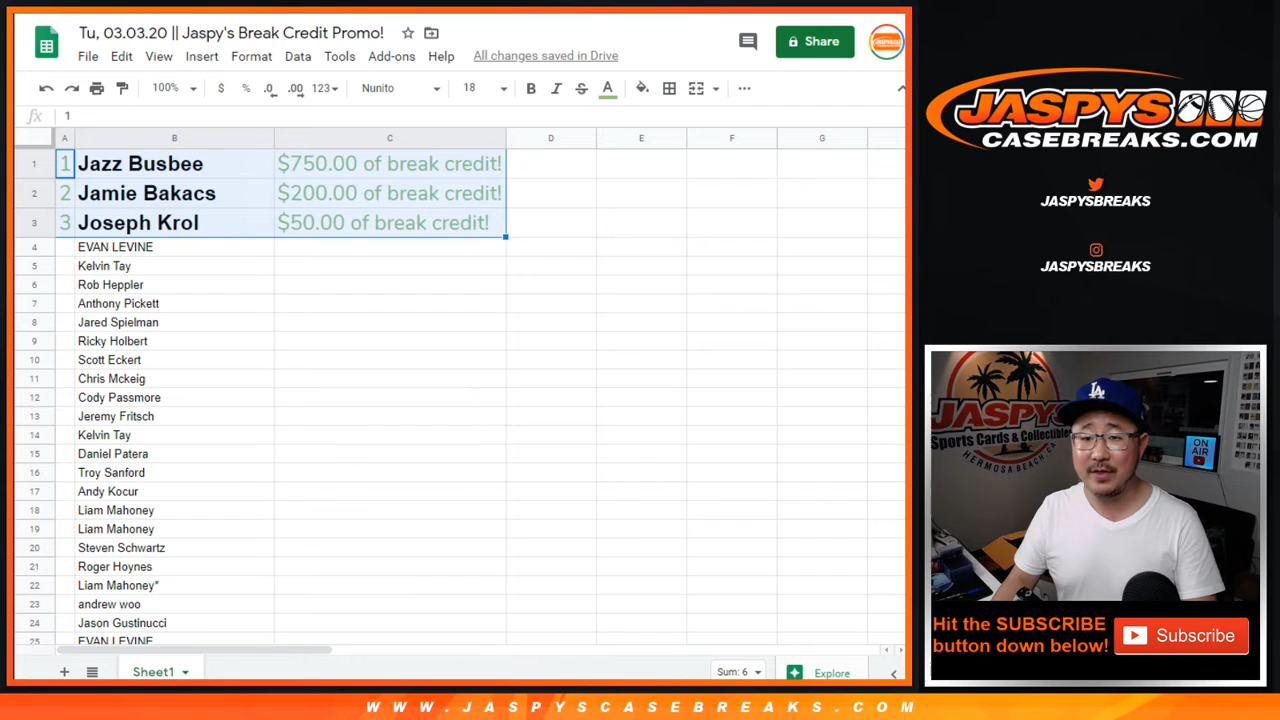 Tu, 03.03.20 || Jaspy's Break Credit Promo!
File Edit View Insert Format Data Tools Add-ons Help All changes saved in Drive
Share
100% $ % .0 .00 123 Nunito 18 B I S A
fx 1
A B C D E F G
1 1 Jazz Busbee $750.00 of break credit!
2 2 Jamie Bakacs $200.00 of break credit!
3 3 Joseph Krol $50.00 of break credit!
4 EVAN LEVINE
5 Kelvin Tay
6 Rob Heppler
7 Anthony Pickett
8 Jared Spielman
9 Ricky Holbert
10 Scott Eckert
11 Chris Mckeig
12 Cody Passmore
13 Jeremy Fritsch
14 Kelvin Tay
15 Daniel Patera
16 Troy Sanford
17 Andy Kocur
18 Liam Mahoney
19 Liam Mahoney
20 Steven Schwartz
21 Roger Hoynes
22 Liam Mahoney*
23 andrew woo
24 Jason Gustinucci
25 EVAN LEVINE
Sheet1 Sum: 6 Explore
JASPYS
CASEBREAKS.COM
JASPYSBREAKS
JASPYSBREAKS
JASPYS
Sports Cards & Collectibles
HERMOSA BEACH, CA
LA
ON AIR
Hit the SUBSCRIBE
button down below!
Subscribe
WWW.JASPYSCASEBREAKS.COM